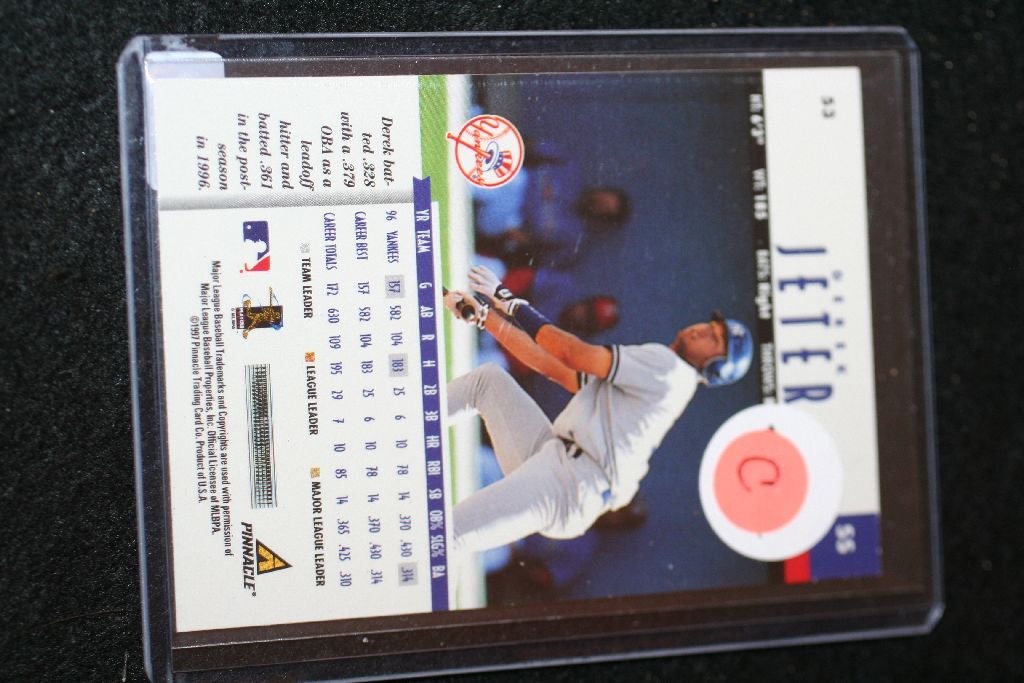 53
DEREK
JETER
SS
HT: 6'3" WT: 185 BATS: Right THROWS:
C
Yankees
Derek bat-
ted .328
with a .379
OBA as a
leadoff
hitter and
batted .361
in the post-
season
in 1996.
YR TEAM G AB R H 2B 3B HR RBI SB OB% SLG% BA
96 YANKEES 157 582 104 183 25 6 10 78 14 .370 .430 .314
CAREER BEST 157 582 104 183 25 6 10 78 14 .370 .430 .314
CAREER TOTALS 172 630 109 195 29 7 10 85 14 .365 .425 .310
TEAM LEADER LEAGUE LEADER MAJOR LEAGUE LEADER
PINNACLE®
Major League Baseball Trademarks and Copyrights are used with permission of
Major League Baseball Properties, Inc. Official Licensee of MLBPA.
©1997 Pinnacle Trading Card Co. Product of U.S.A.